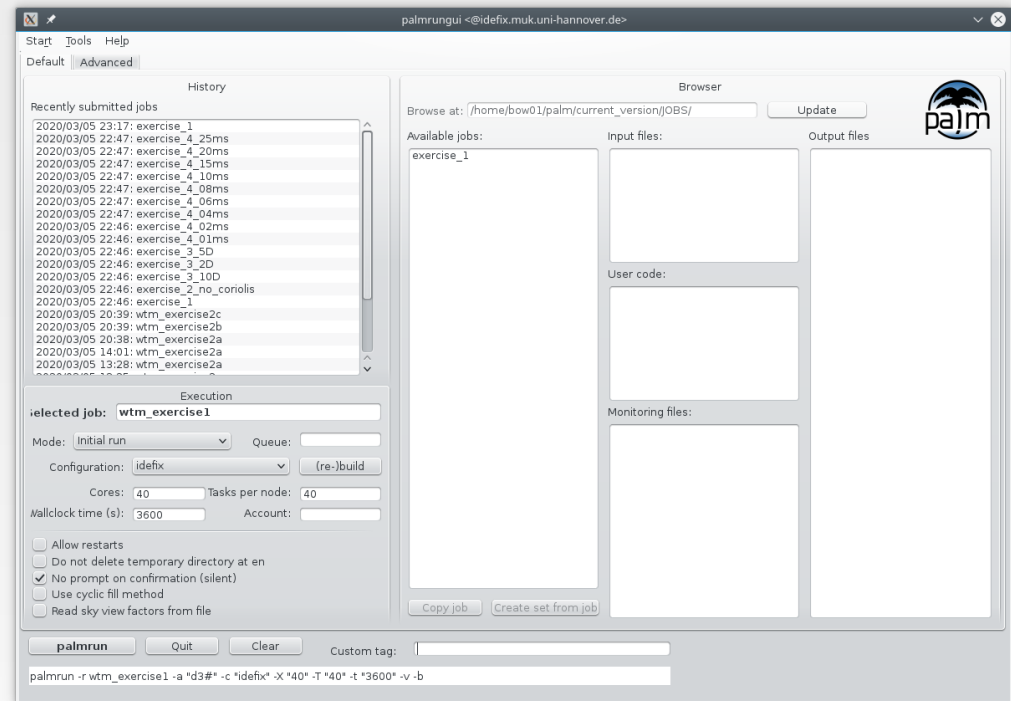 palmrungui <@idefix.muk.uni-hannover.de>
Start Tools Help
Default Advanced
History
Recently submitted jobs
2020/03/05 23:17: exercise_1
2020/03/05 22:47: exercise_4_25ms
2020/03/05 22:47: exercise_4_20ms
2020/03/05 22:47: exercise_4_15ms
2020/03/05 22:47: exercise_4_10ms
2020/03/05 22:47: exercise_4_08ms
2020/03/05 22:47: exercise_4_06ms
2020/03/05 22:47: exercise_4_04ms
2020/03/05 22:46: exercise_4_02ms
2020/03/05 22:46: exercise_4_01ms
2020/03/05 22:46: exercise_3_5D
2020/03/05 22:46: exercise_3_2D
2020/03/05 22:46: exercise_3_10D
2020/03/05 22:46: exercise_2_no_coriolis
2020/03/05 22:46: exercise_1
2020/03/05 20:39: wtm_exercise2c
2020/03/05 20:39: wtm_exercise2b
2020/03/05 20:38: wtm_exercise2a
2020/03/05 14:01: wtm_exercise2a
2020/03/05 13:28: wtm_exercise2a
Execution
selected job: wtm_exercise1
Mode: Initial run Queue:
Configuration: idefix (re-)build
Cores: 40 Tasks per node: 40
Wallclock time (s): 3600 Account:
Allow restarts
Do not delete temporary directory at en
No prompt on confirmation (silent)
Use cyclic fill method
Read sky view factors from file
Browser
Browse at: /home/bow01/palm/current_version/JOBS/ Update
palm
Available jobs: Input files: Output files
exercise_1
User code:
Monitoring files:
Copy job Create set from job
palmrun Quit Clear Custom tag:
palmrun -r wtm_exercise1 -a "d3#" -c "idefix" -X "40" -T "40" -t "3600" -v -b